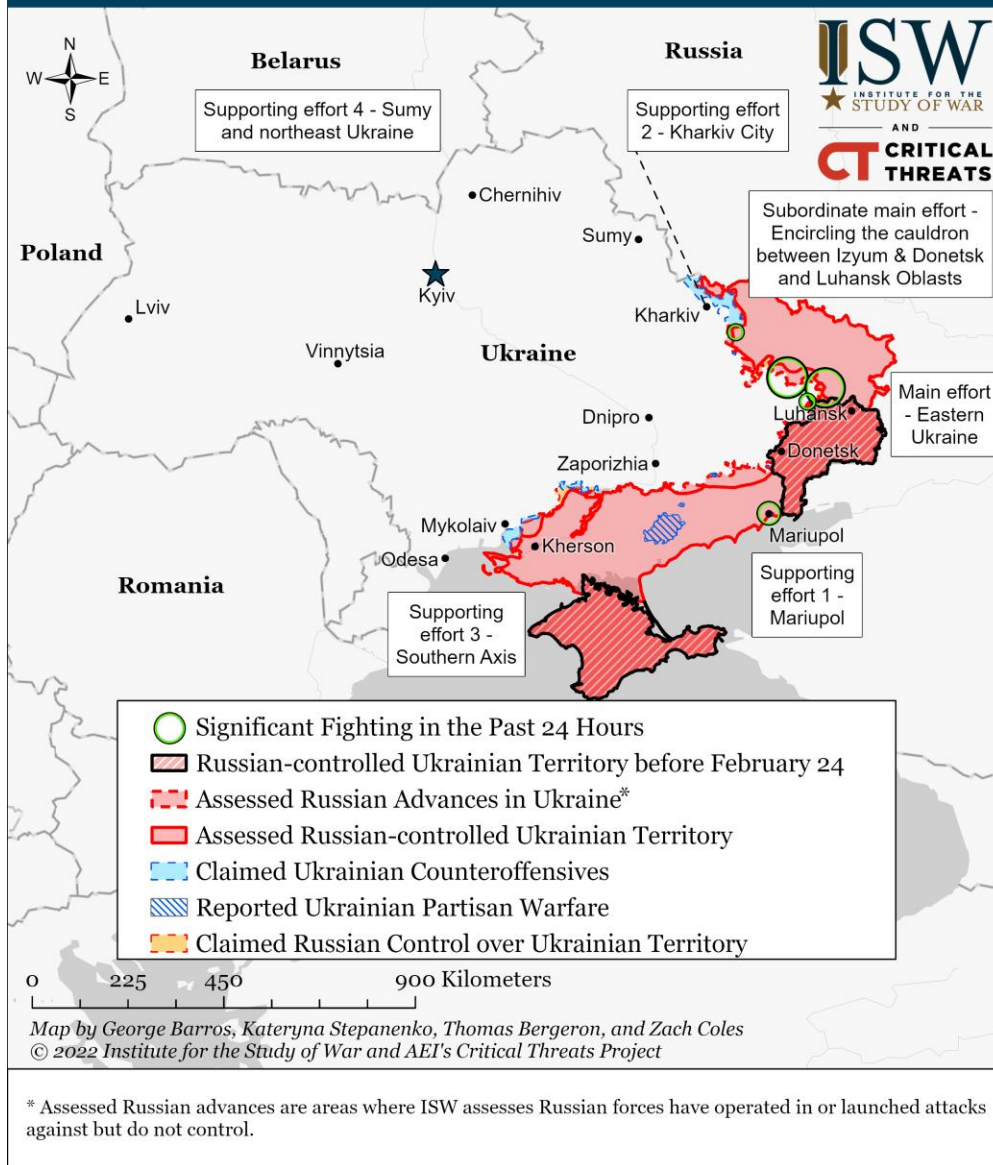 N
W
E
S
Belarus
Russia
ISW
INSTITUTE FOR THE
STUDY OF WAR
AND
CT CRITICAL
THREATS
Supporting effort 4 - Sumy
and northeast Ukraine
Supporting effort
2 - Kharkiv City
Subordinate main effort -
Encircling the cauldron
between Izyum & Donetsk
and Luhansk Oblasts
Chernihiv
Sumy
Poland
Kyiv
Lviv
Kharkiv
Vinnytsia
Ukraine
Main effort
- Eastern
Ukraine
Luhansk
Dnipro
Donetsk
Zaporizhia
Mykolaiv
Mariupol
Kherson
Odesa
Romania
Supporting
effort 1 -
Mariupol
Supporting
effort 3 -
Southern Axis
Significant Fighting in the Past 24 Hours
Russian-controlled Ukrainian Territory before February 24
Assessed Russian Advances in Ukraine*
Assessed Russian-controlled Ukrainian Territory
Claimed Ukrainian Counteroffensives
Reported Ukrainian Partisan Warfare
Claimed Russian Control over Ukrainian Territory
0 225 450 900 Kilometers
Map by George Barros, Kateryna Stepanenko, Thomas Bergeron, and Zach Coles
© 2022 Institute for the Study of War and AEI's Critical Threats Project
* Assessed Russian advances are areas where ISW assesses Russian forces have operated in or launched attacks
against but do not control.